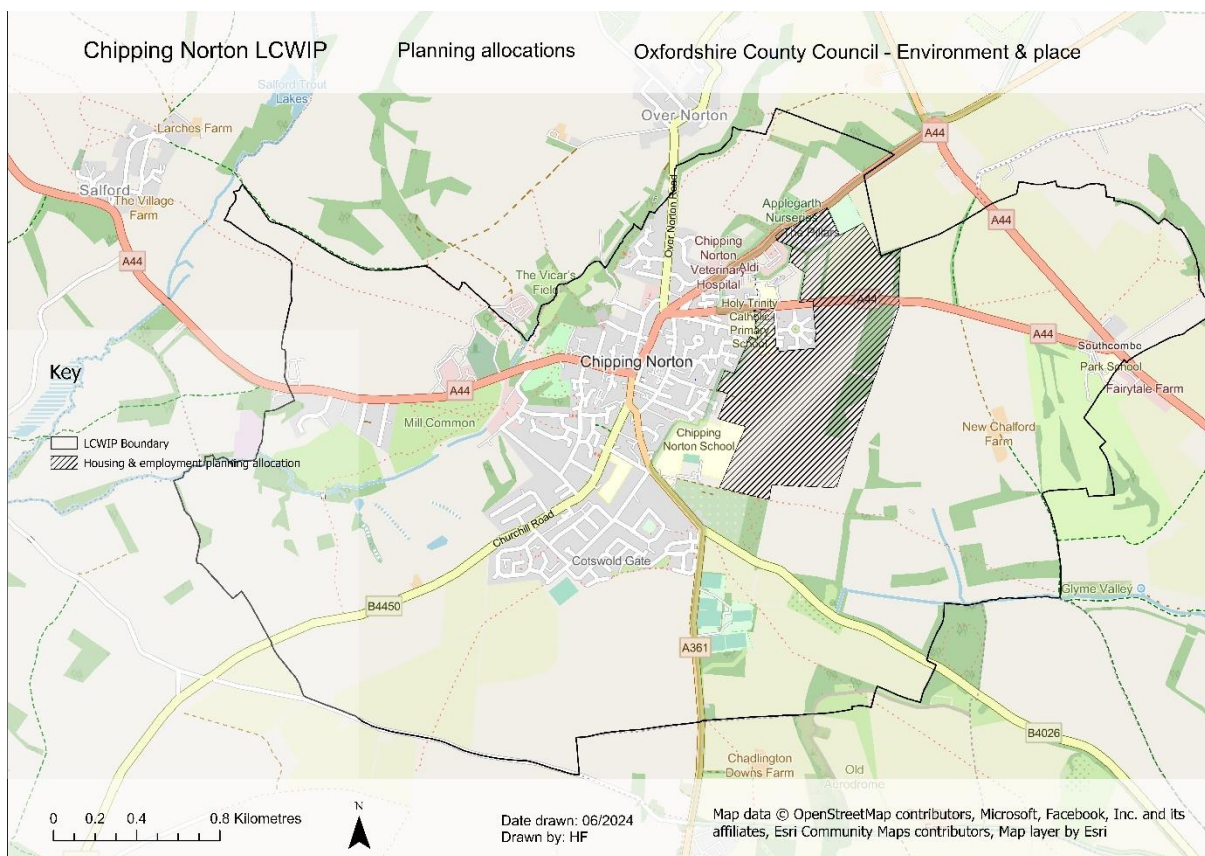 Chipping Norton LCWIP
Planning allocations
Oxfordshire County Council - Environment & place
Salford Trout
Lakes
Larches Farm
Over Norton
A44
Salford
The Village
Farm
A44
Over Norton Road
Applegarth
Nurseries
The Pillars
A44
Chipping
Norton
Veterinary
Hospital
Aldi
The Vicar's
Field
Holy Trinity
Catholic
Primary
School
A44
A44
Southcombe
Park School
Fairytale Farm
Key
Chipping Norton
A44
Mill Common
LCWIP Boundary
Housing & employment planning allocation
Chipping
Norton School
New Chalford
Farm
Churchill Road
Cotswold Gate
Glyme Valley
B4450
A361
B4026
Chadlington
Downs Farm
Old
Aerodrome
0 0.2 0.4 0.8 Kilometres
N
Date drawn: 06/2024
Drawn by: HF
Map data © OpenStreetMap contributors, Microsoft, Facebook, Inc. and its
affiliates, Esri Community Maps contributors, Map layer by Esri